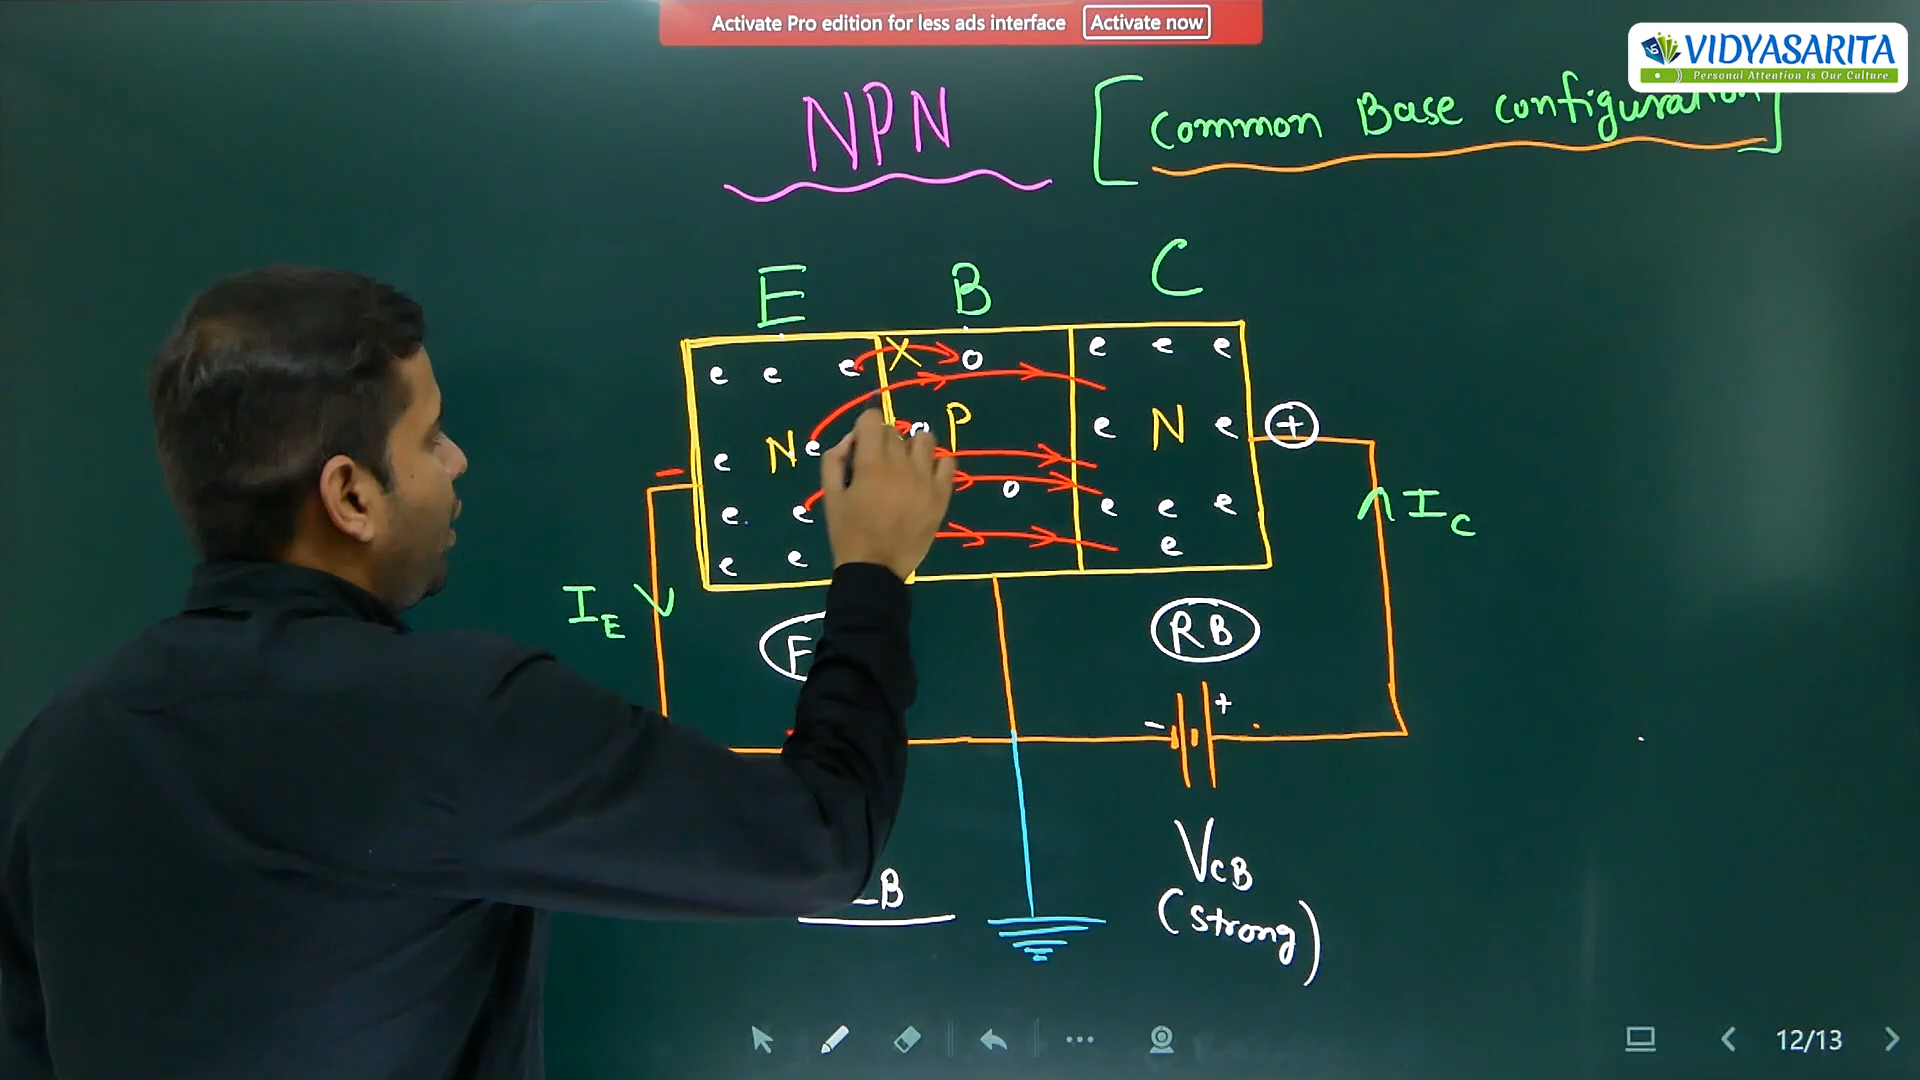 Activate Pro edition for less ads interface Activate now
VIDYASARITA
Personal Attention Is Our Culture
NPN [Common Base configuration]
E B C
e e e X o e e e
N e o P e N e +
e
-
e e o e e e
e e e
I_C
I_E
RB
- +
V_CB
(strong)
12/13